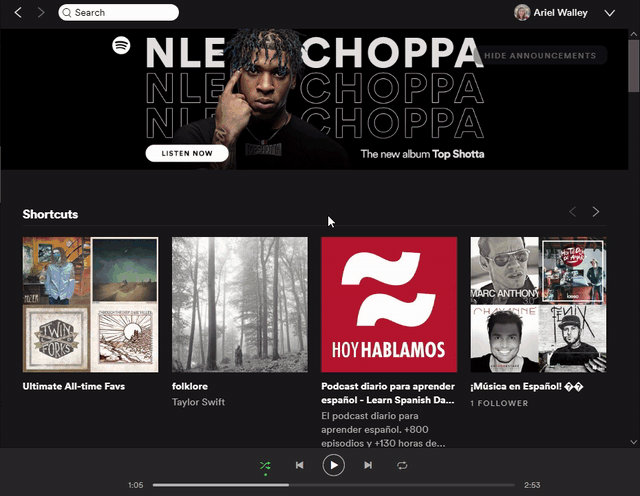 Search
Ariel Walley
NLE CHOPPA
HIDE ANNOUNCEMENTS
NLE CHOPPA
NLE CHOPPA
LISTEN NOW
The new album Top Shotta
Shortcuts
TWIN
FORKS
HOY HABLAMOS
MARC ANTHONY
Ultimate All-time Favs
folklore
Taylor Swift
Podcast diario para aprender
español - Learn Spanish Da...
El podcast diario para
aprender español. +800
episodios y +130 horas de...
¡Música en Español! ��
1 FOLLOWER
1:05
2:53